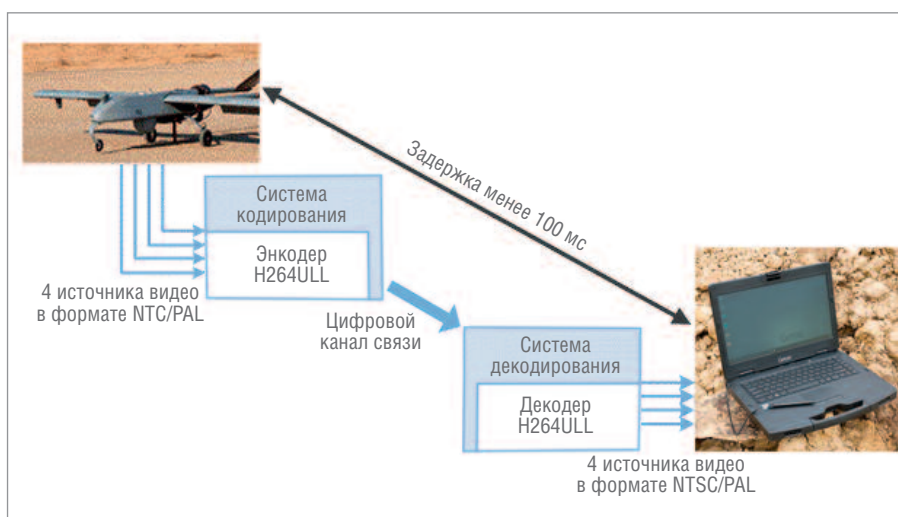 Задержка менее 100 мс
Система
кодирования
Энкодер
H264ULL
4 источника видео
в формате NTC/PAL
Цифровой
канал связи
Система
декодирования
Декодер
H264ULL
4 источника видео
в формате NTSC/PAL